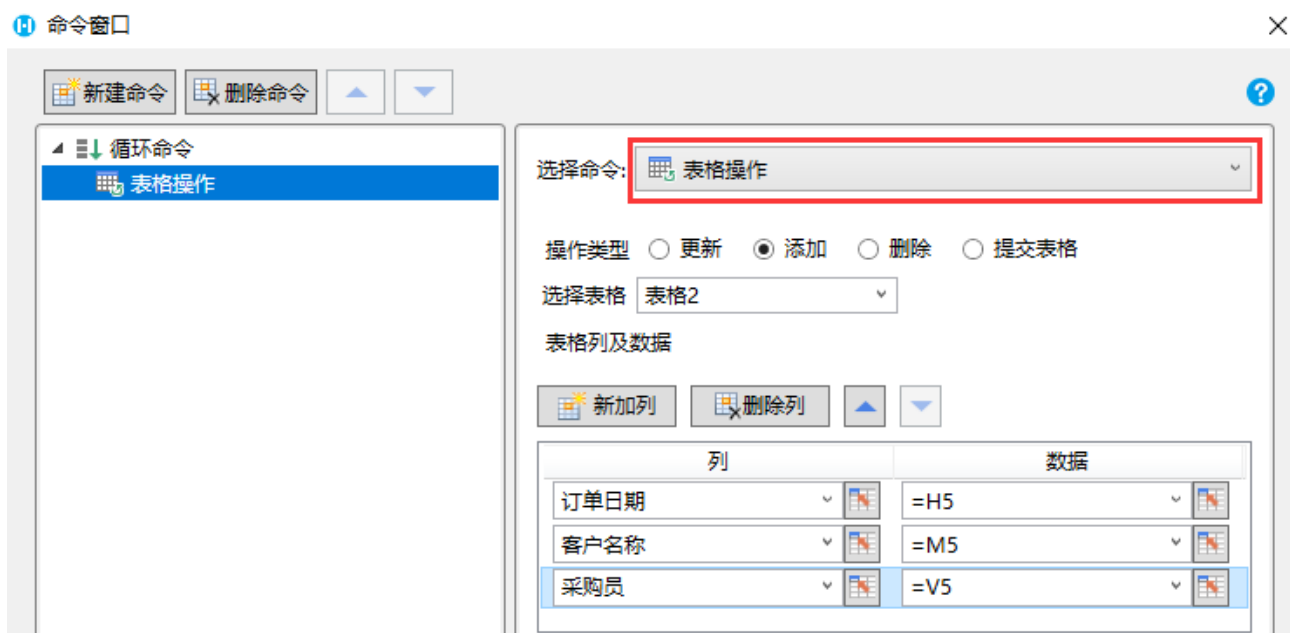 命令窗口
新建命令 删除命令
循环命令
表格操作
选择命令: 表格操作
操作类型 更新 添加 删除 提交表格
选择表格 表格2
表格列及数据
新加列 删除列
列 数据
订单日期 =H5
客户名称 =M5
采购员 =V5